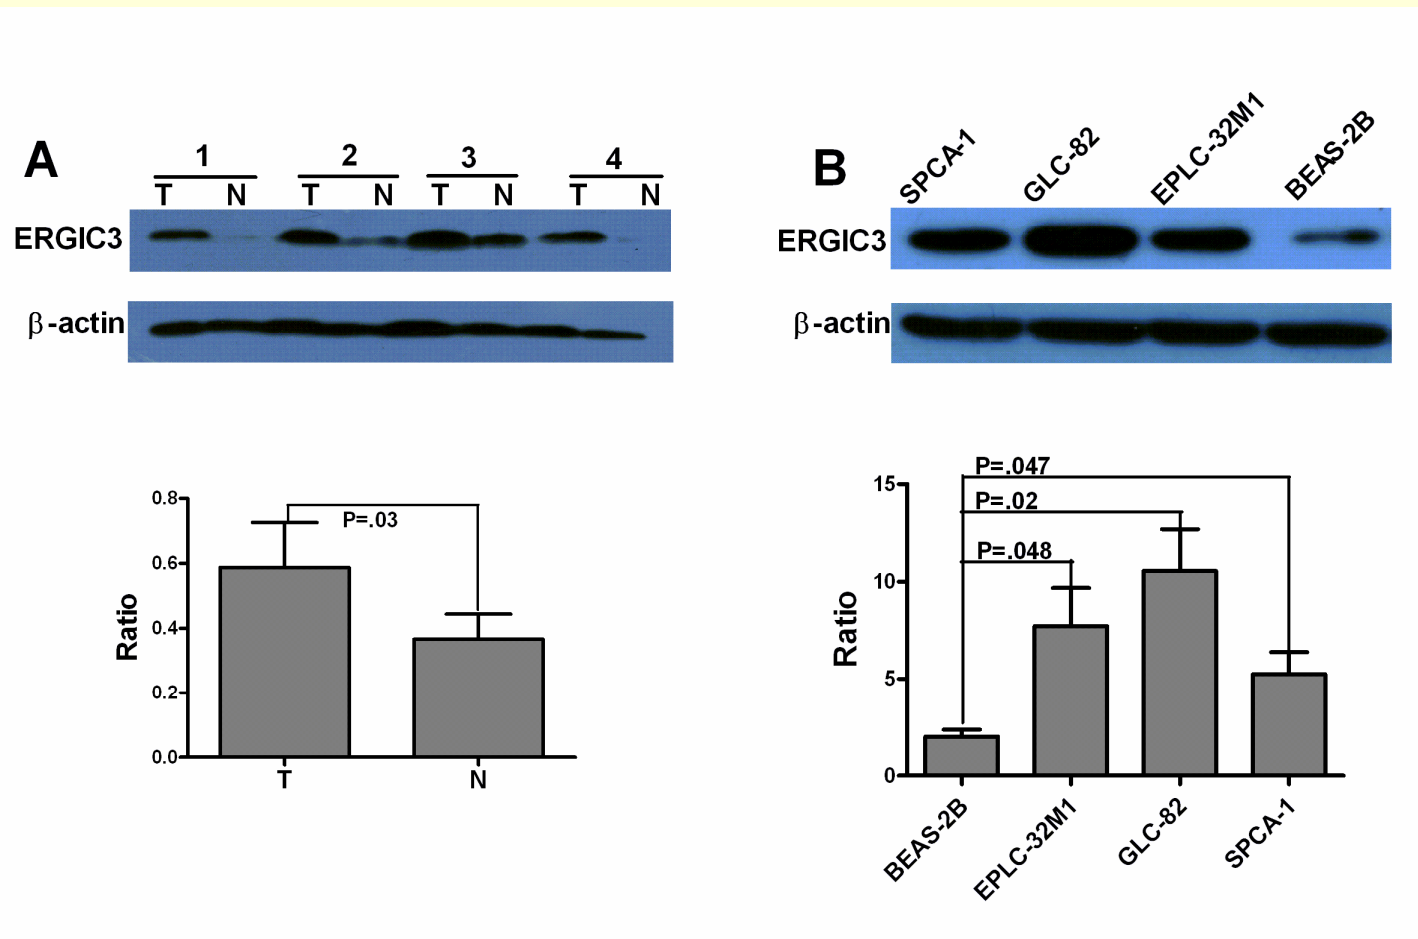 A
1 2 3 4
T N T N T N T N
ERGIC3
β-actin
0.8
0.6
0.4
0.2
0.0
Ratio
P=.03
T N
B
SPCA-1 GLC-82 EPLC-32M1 BEAS-2B
ERGIC3
β-actin
15
10
5
0
Ratio
P=.047
P=.02
P=.048
BEAS-2B EPLC-32M1 GLC-82 SPCA-1